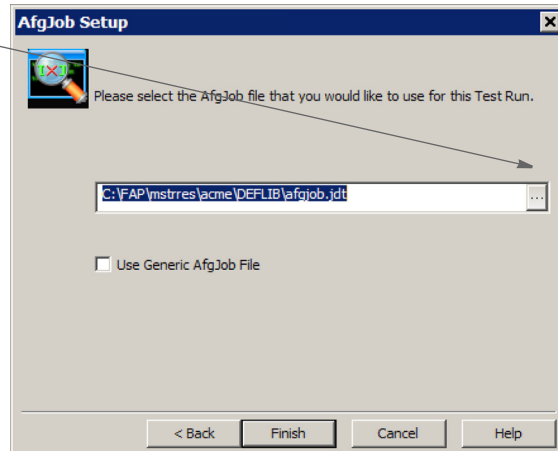 AfgJob Setup
Please select the AfgJob file that you would like to use for this Test Run.
C:\FAP\mstrres\acme\DEFLIB\afgjob.jdt
...
Use Generic AfgJob File
< Back
Finish
Cancel
Help